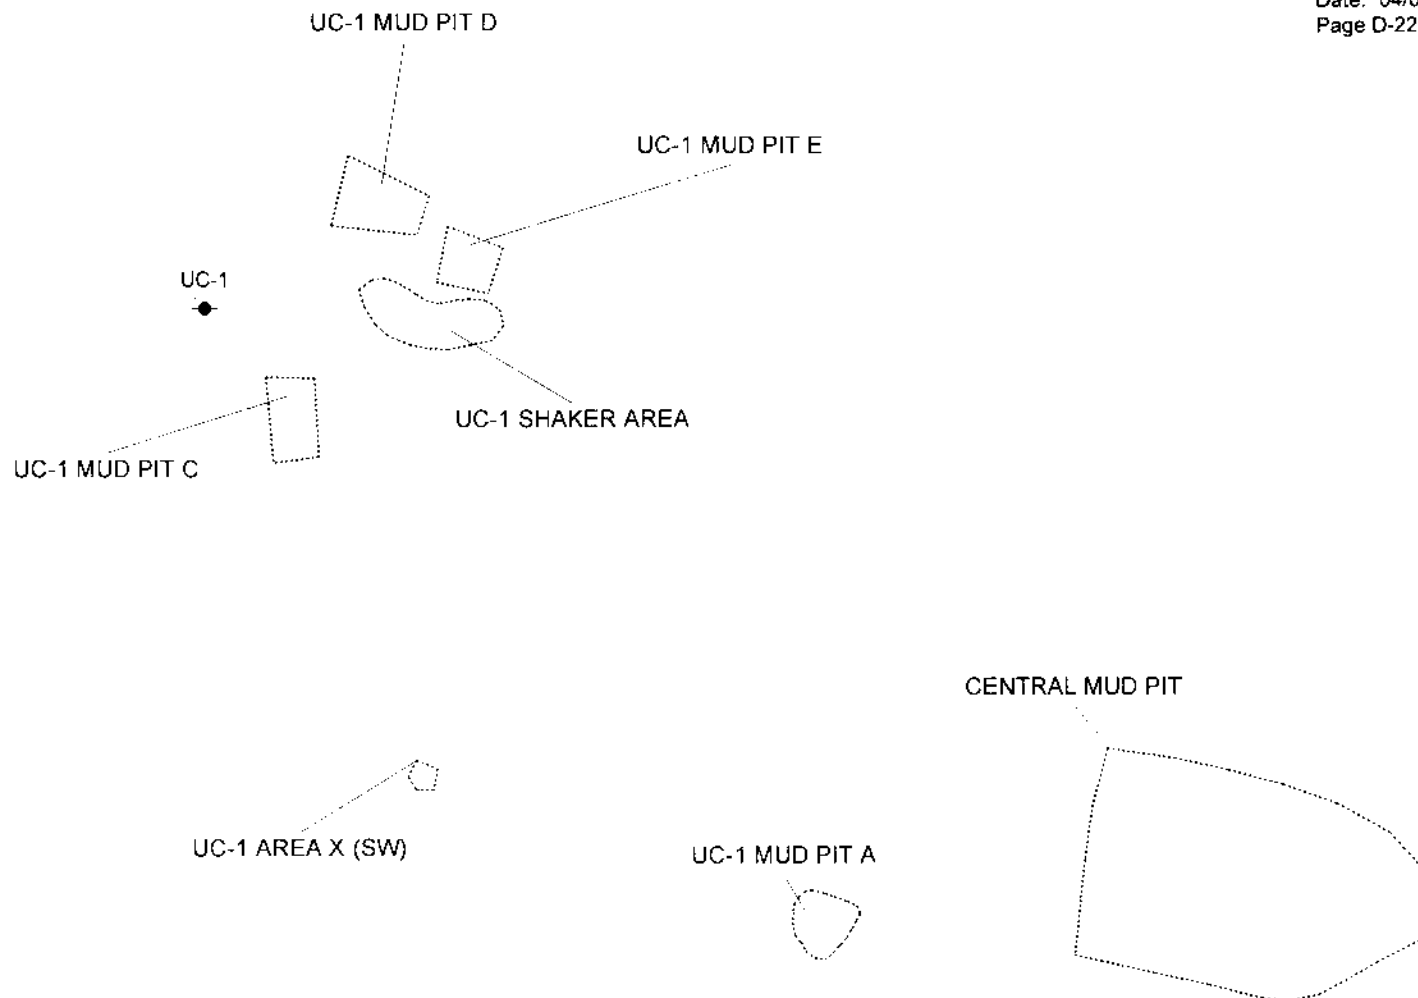 Page D-22
UC-1 MUD PIT D
UC-1 MUD PIT E
UC-1
UC-1 SHAKER AREA
UC-1 MUD PIT C
CENTRAL MUD PIT
UC-1 AREA X (SW)
UC-1 MUD PIT A